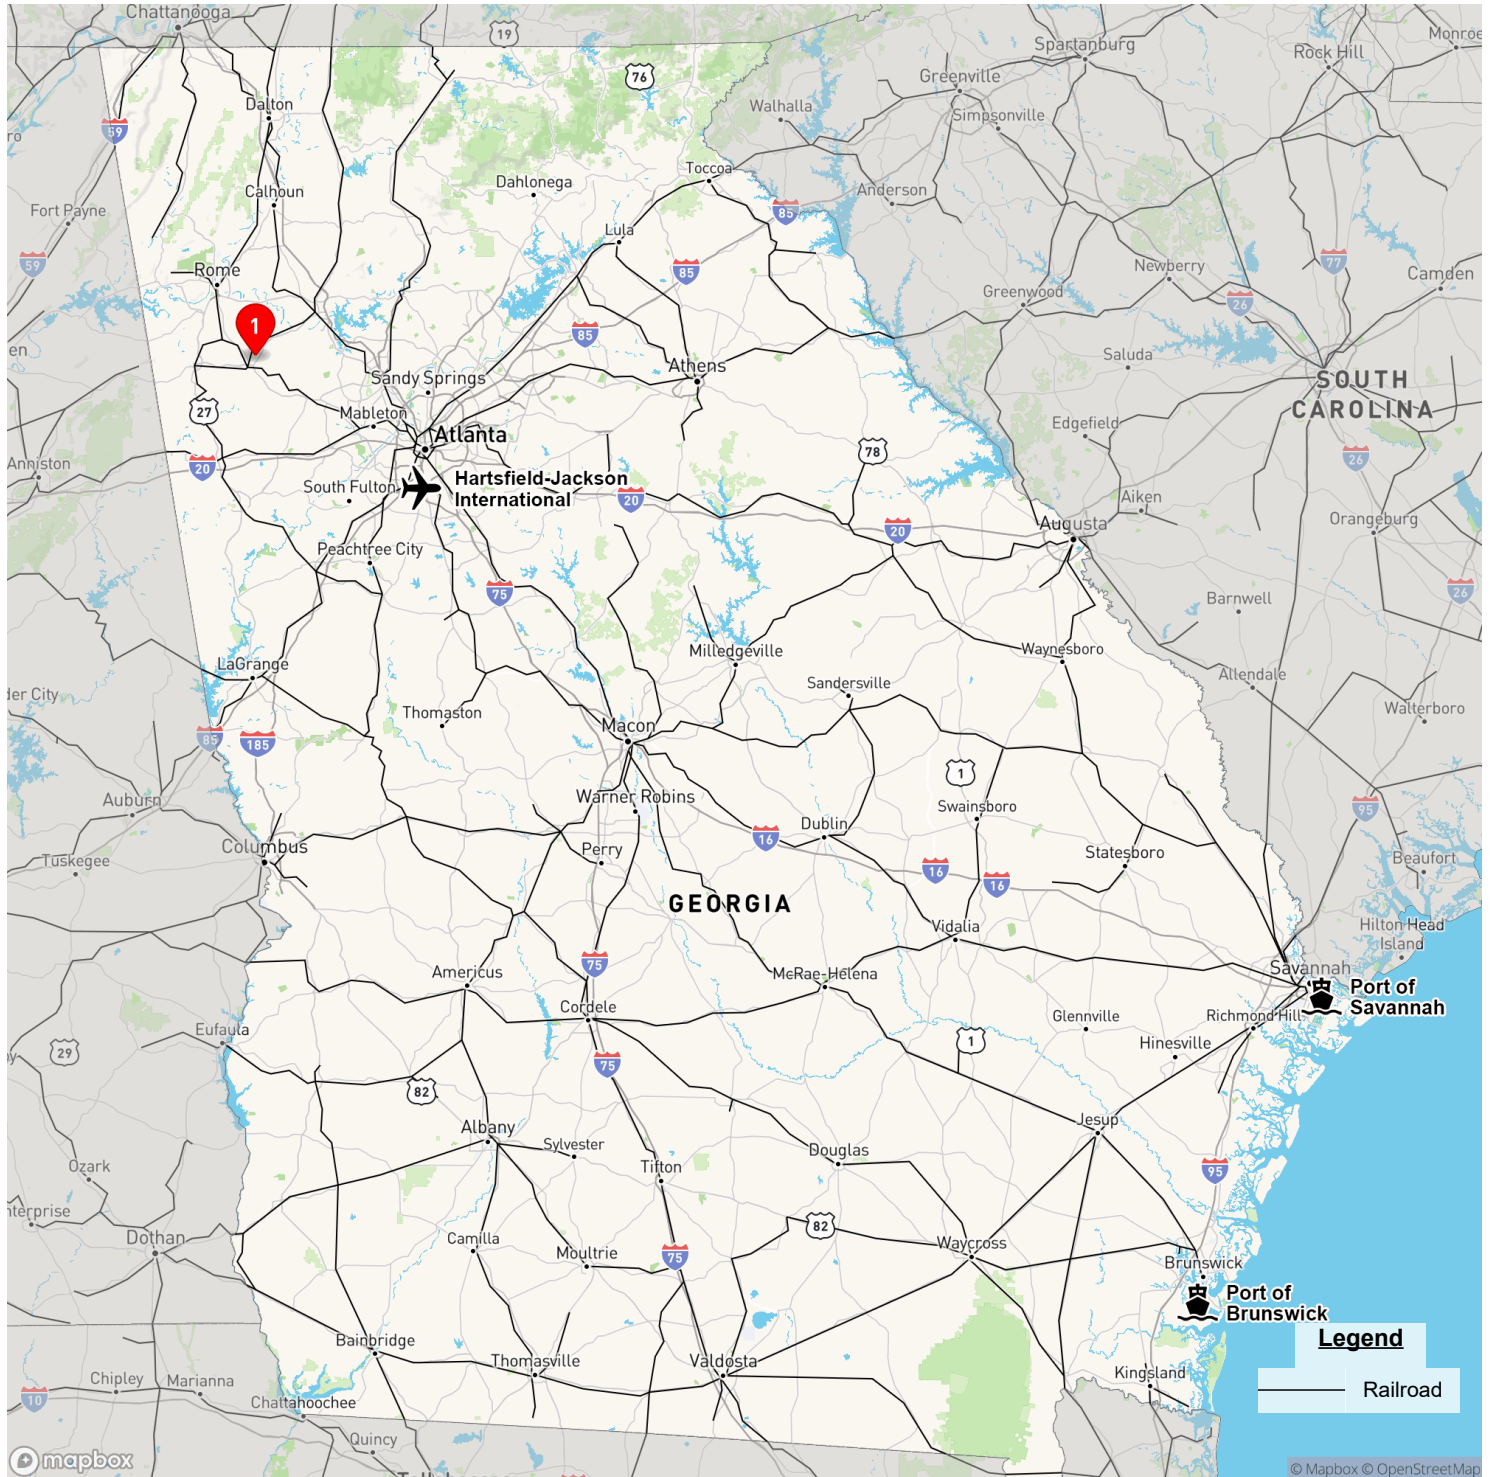 Chattanooga
19
Spartanburg
Rock Hill
Monroe
76
Greenville
Walhalla
Simpsonville
Dalton
59
Toccoa
Dahlonega
Calhoun
Anderson
Fort Payne
85
Lula
59
Rome
85
Newberry
77
Camden
Greenwood
26
1
85
en
Saluda
Athens
Sandy Springs
SOUTH
CAROLINA
27
Mableton
Edgefield
Atlanta
78
Anniston
20
26
Hartsfield-Jackson
International
South Fulton
20
Aiken
Augusta
Orangeburg
20
Peachtree City
75
26
Barnwell
LaGrange
Milledgeville
Waynesboro
Allendale
der City
Sandersville
Thomaston
Walterboro
Macon
85
185
1
Auburn
Warner Robins
Swainsboro
95
Dublin
16
Columbus
Perry
Statesboro
Tuskegee
Beaufort
16
16
GEORGIA
Vidalia
Hilton Head
Island
75
Americus
McRae-Helena
Savannah
Port of
Savannah
Cordele
Glennville
Richmond Hill
Eufaula
29
1
Hinesville
75
82
Albany
Sylvester
Jesup
Douglas
Ozark
Tifton
95
nterprise
82
Dothan
Camilla
Moultrie
75
Waycross
Brunswick
Port of
Brunswick
Legend
Bainbridge
Thomasville
Valdosta
Kingsland
Chipley
Marianna
Railroad
10
Chattahoochee
Quincy
mapbox
© Mapbox © OpenStreetMap